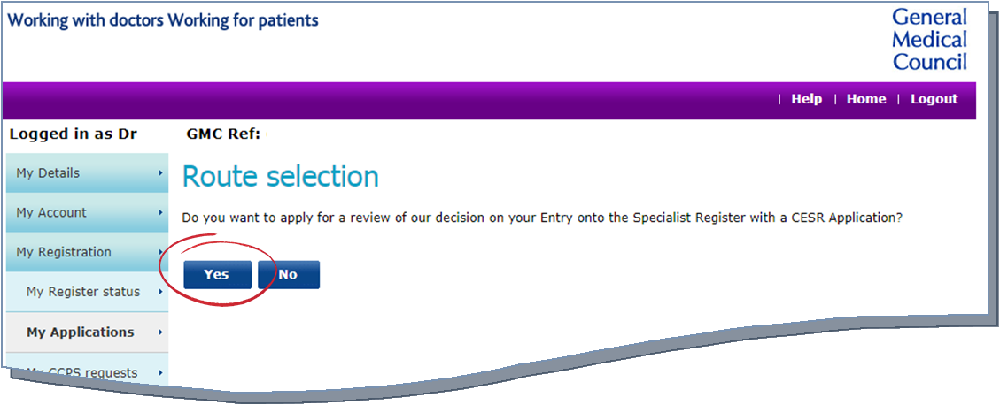 Working with doctors Working for patients
General
Medical
Council
| Help | Home | Logout
Logged in as Dr GMC Ref:
My Details
My Account
My Registration
My Register status
My Applications
My CCPS requests
Route selection
Do you want to apply for a review of our decision on your Entry onto the Specialist Register with a CESR Application?
Yes No